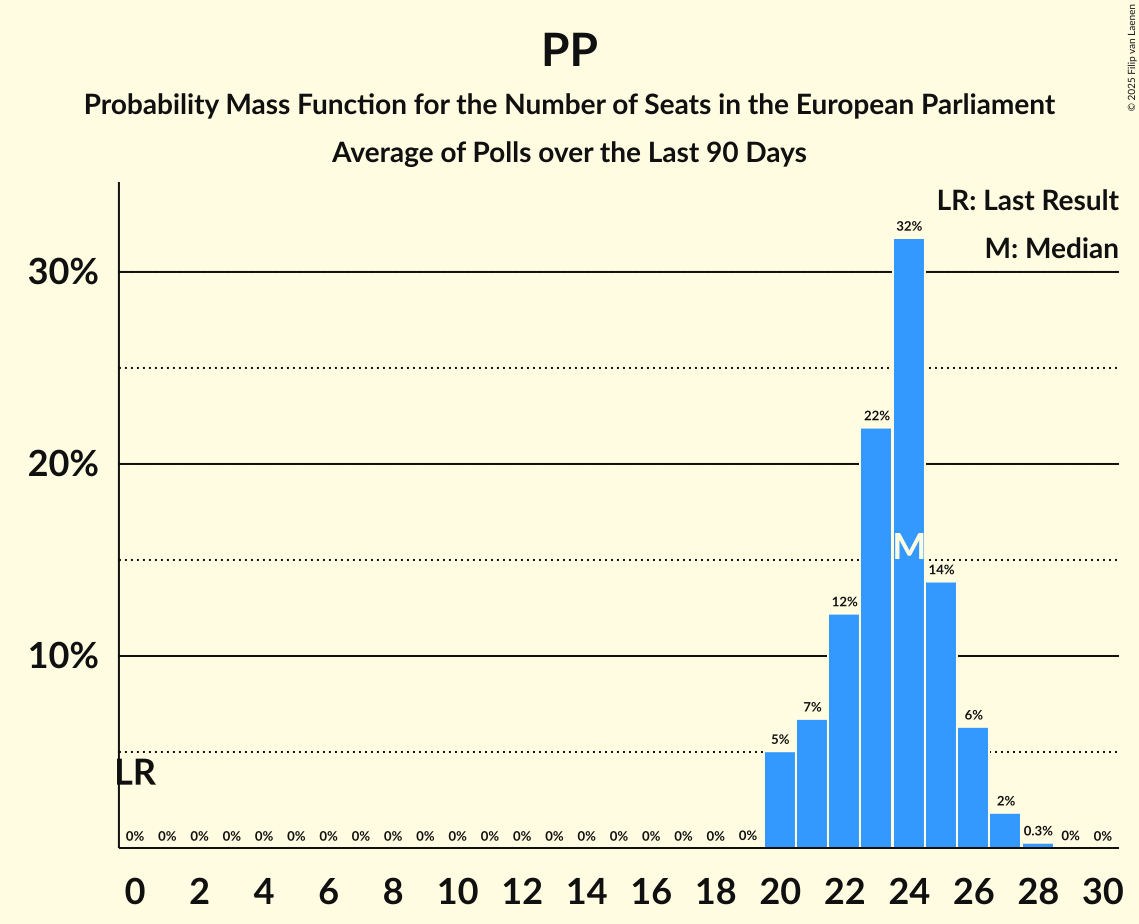 PP
Probability Mass Function for the Number of Seats in the European Parliament
Average of Polls over the Last 90 Days
© 2025 Filip van Laenen
LR: Last Result
M: Median
30%
20%
10%
32%
22%
M
14%
12%
7%
6%
5%
LR
2%
0.3%
0% 0% 0% 0% 0% 0% 0% 0% 0% 0% 0% 0% 0% 0% 0% 0% 0% 0% 0% 0% 0% 0%
0 2 4 6 8 10 12 14 16 18 20 22 24 26 28 30